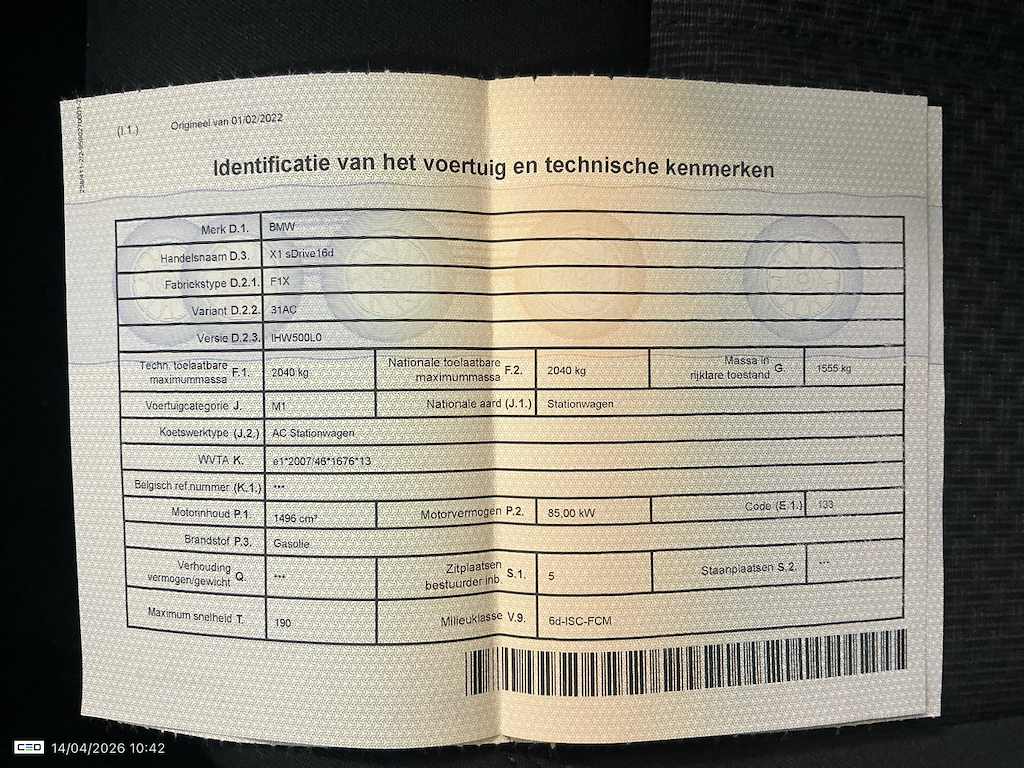 (I.1.) Origineel van 01/02/2022
Identificatie van het voertuig en technische kenmerken
Merk D.1. BMW
Handelsnaam D.3. X1 sDrive16d
Fabriekstype D.2.1. F1X
Variant D.2.2. 31AC
Versie D.2.3. IHW500L0
Techn. toelaatbare maximummassa F.1. 2040 kg Nationale toelaatbare maximummassa F.2. 2040 kg Massa in rijklare toestand G. 1555 kg
Voertuigcategorie J. M1 Nationale aard (J.1.) Stationwagen
Koetswerktype (J.2.) AC Stationwagen
WVTA K. e1*2007/46*1676*13
Belgisch ref.nummer (K.1.) ***
Motorinhoud P.1. 1496 cm³ Motorvermogen P.2. 85,00 kW Code (E.1.) 133
Brandstof P.3. Gasolie
Verhouding vermogen/gewicht Q. *** Zitplaatsen bestuurder inb. S.1. 5 Staanplaatsen S.2. ***
Maximum snelheid T. 190 Milieuklasse V.9. 6d-ISC-FCM
CEO 14/04/2026 10:42